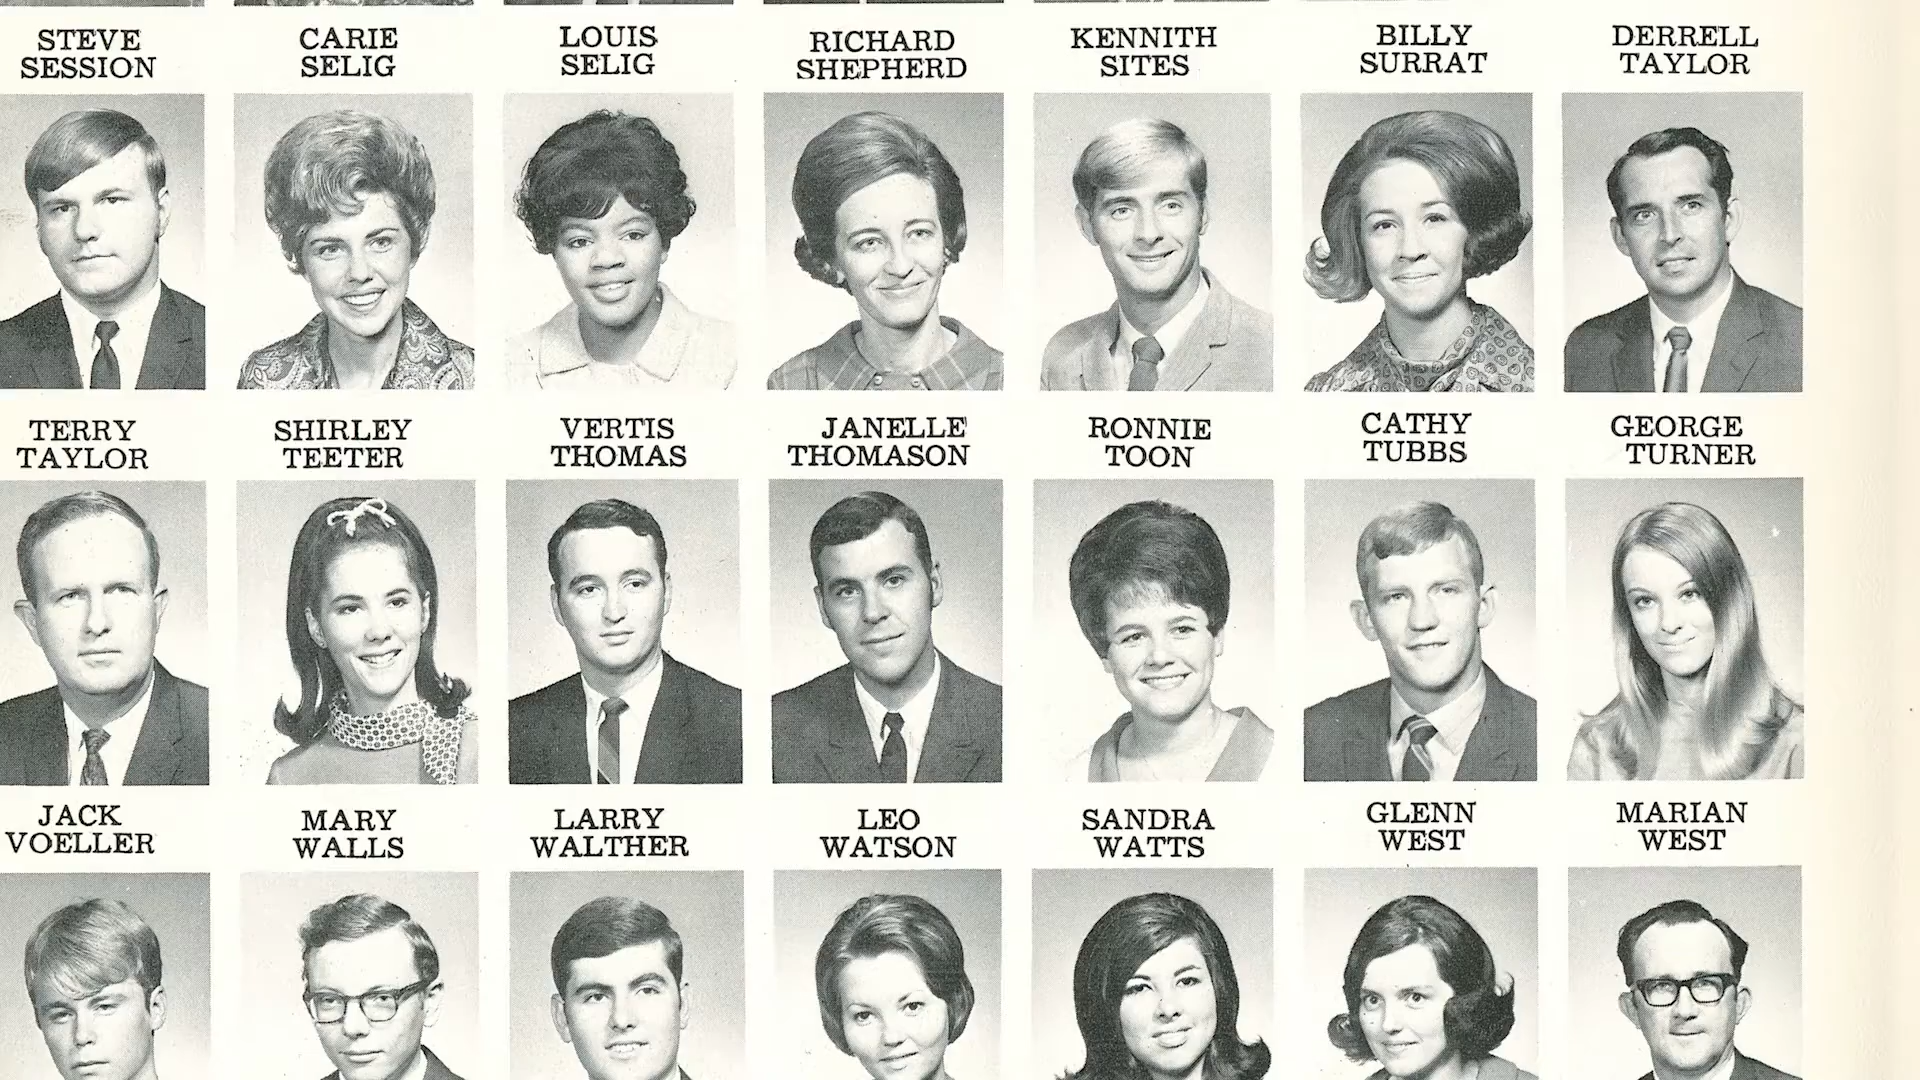 STEVE
SESSION
CARIE
SELIG
LOUIS
SELIG
RICHARD
SHEPHERD
KENNITH
SITES
BILLY
SURRAT
DERRELL
TAYLOR
TERRY
TAYLOR
SHIRLEY
TEETER
VERTIS
THOMAS
JANELLE
THOMASON
RONNIE
TOON
CATHY
TUBBS
GEORGE
TURNER
JACK
VOELLER
MARY
WALLS
LARRY
WALTHER
LEO
WATSON
SANDRA
WATTS
GLENN
WEST
MARIAN
WEST